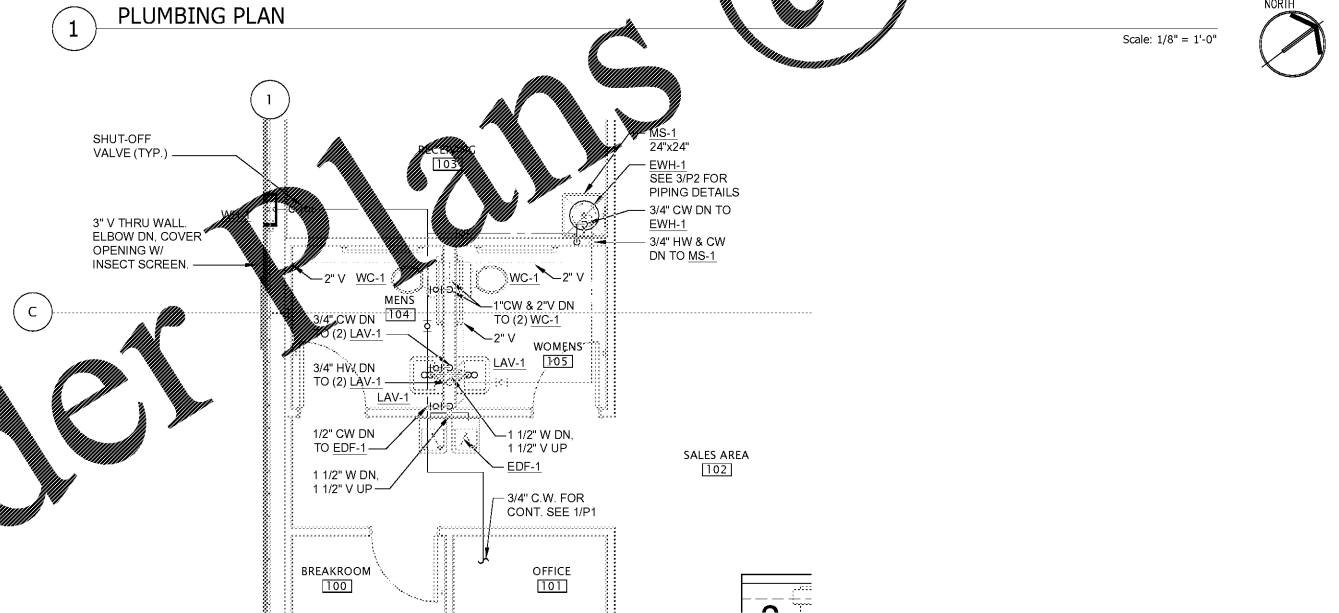 1
PLUMBING PLAN
NORTH
Scale: 1/8" = 1'-0"
1
SHUT-OFF
VALVE (TYP.)
RECEIVING
103
MS-1
24"x24"
EWH-1
SEE 3/P2 FOR
PIPING DETAILS
3/4" CW DN TO
EWH-1
3/4" HW & CW
DN TO MS-1
3" V THRU WALL.
ELBOW DN, COVER
OPENING W/
INSECT SCREEN.
2" V
WC-1
WC-1
2" V
C
MENS
104
1"CW & 2"V DN
TO (2) WC-1
3/4" CW DN
TO (2) LAV-1
2" V
WOMENS
105
LAV-1
3/4" HW DN
TO (2) LAV-1
LAV-1
1/2" CW DN
TO EDF-1
1 1/2" W DN,
1 1/2" V UP
EDF-1
1 1/2" W DN,
1 1/2" V UP
SALES AREA
102
3/4" C.W. FOR
CONT. SEE 1/P1
BREAKROOM
100
OFFICE
101
der Plans